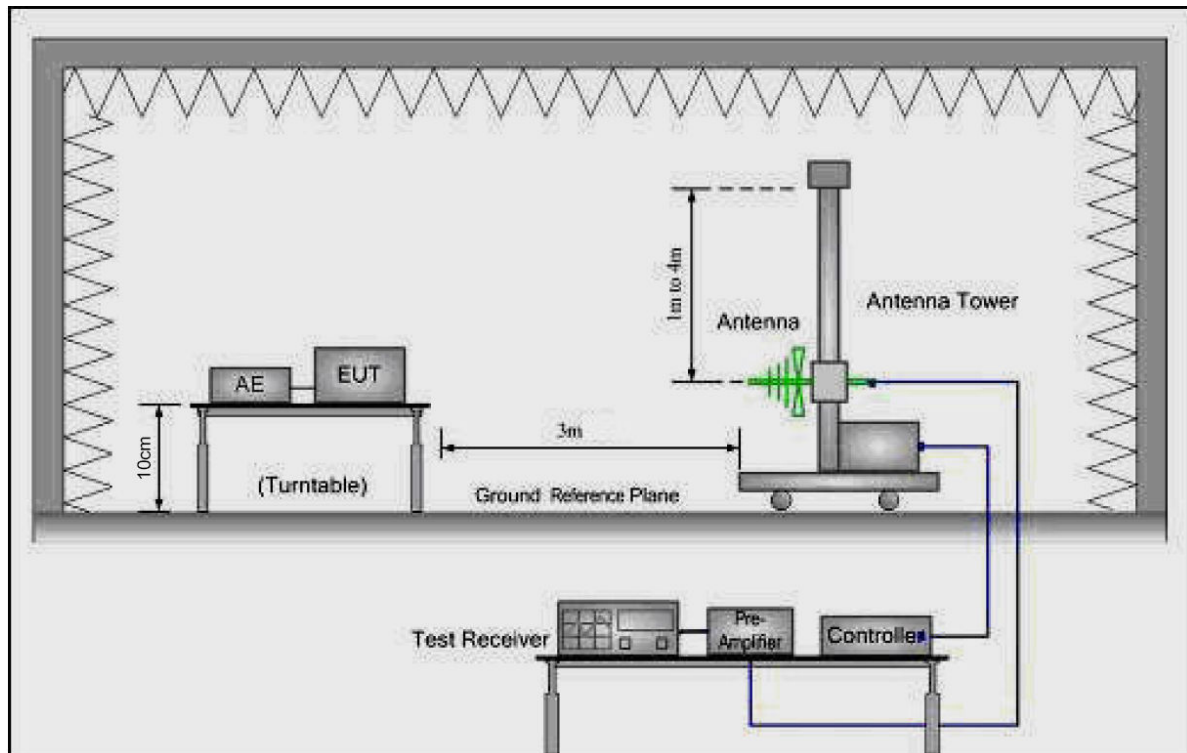 1m to 4m
Antenna Tower
Antenna
AE
EUT
10cm
3m
(Turntable)
Ground Reference Plane
Test Receiver
Pre-
Amplifier
Controller